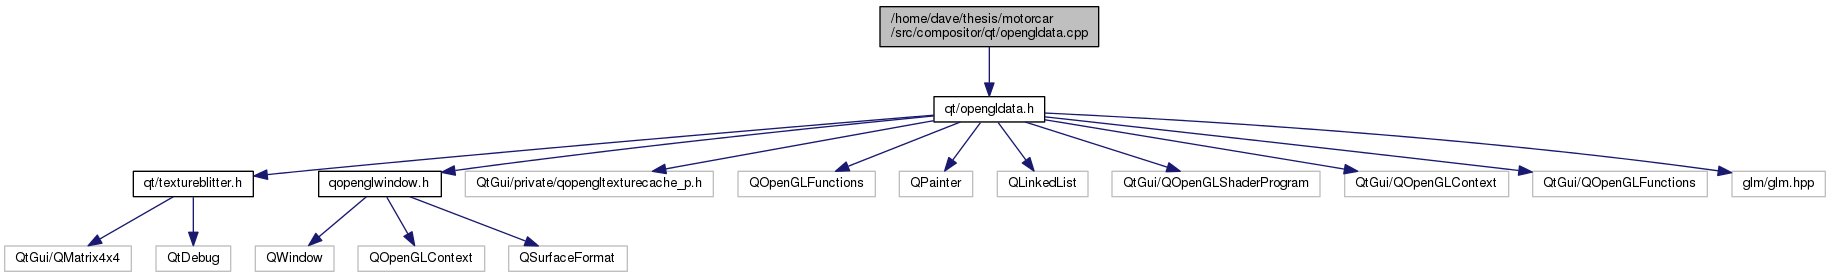 /home/dave/thesis/motorcar
/src/compositor/qt/opengldata.cpp
qt/opengldata.h
qt/textureblitter.h
qopenglwindow.h
QtGui/private/qopengltexturecache_p.h
QOpenGLFunctions
QPainter
QLinkedList
QtGui/QOpenGLShaderProgram
QtGui/QOpenGLContext
QtGui/QOpenGLFunctions
glm/glm.hpp
QtGui/QMatrix4x4
QtDebug
QWindow
QOpenGLContext
QSurfaceFormat